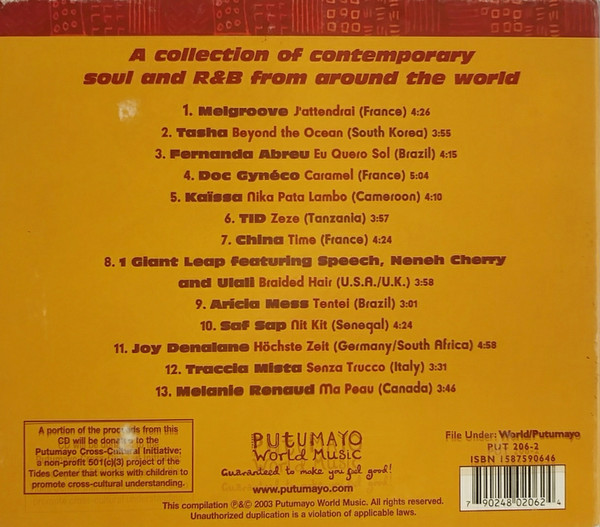 A collection of contemporary
soul and R&B from around the world
1. Melgroove J'attendrai (France) 4:26
2. Tasha Beyond the Ocean (South Korea) 3:55
3. Fernanda Abreu Eu Quero Sol (Brazil) 4:15
4. Doc Gynéco Caramel (France) 5:04
5. Kaïssa Nika Pata Lambo (Cameroon) 4:10
6. TID Zeze (Tanzania) 3:57
7. China Time (France) 4:24
8. 1 Giant Leap featuring Speech, Neneh Cherry
and Ulali Braided Hair (U.S.A./U.K.) 3:58
9. Aricia Mess Tentei (Brazil) 3:01
10. Saf Sap Nit Kit (Senegal) 4:24
11. Joy Denalane Höchste Zeit (Germany/South Africa) 4:58
12. Traccia Mista Senza Trucco (Italy) 3:31
13. Melanie Renaud Ma Peau (Canada) 3:46
A portion of the proceeds from this
CD will be donated to the
Putumayo Cross-Cultural Initiative;
a non-profit 501(c)(3) project of the
Tides Center that works with children to
promote cross-cultural understanding.
PUTUMAYO
World Music
Guaranteed to make you feel good!
www.putumayo.com
File Under: World/Putumayo
PUT 206-2
ISBN 1587590646
7 90248 02062 4
This compilation ℗&© 2003 Putumayo World Music. All rights reserved.
Unauthorized duplication is a violation of applicable laws.